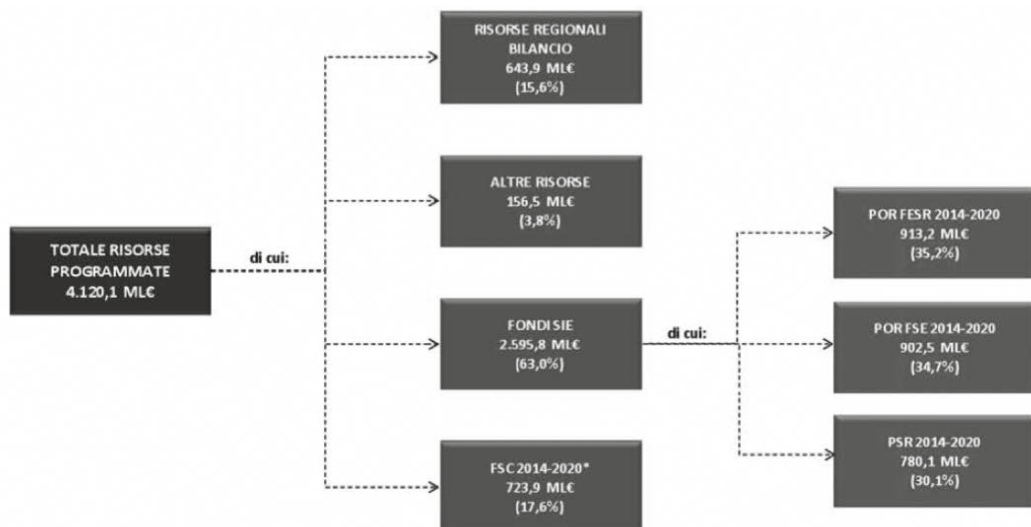 TOTALE RISORSE
PROGRAMMATE
4.120,1 ML€
di cui:
RISORSE REGIONALI
BILANCIO
643,9 ML€
(15,6%)
ALTRE RISORSE
156,5 ML€
(3,8%)
FONDI SIE
2.595,8 ML€
(63,0%)
FSC 2014-2020*
723,9 ML€
(17,6%)
di cui:
POR FESR 2014-2020
913,2 ML€
(35,2%)
POR FSE 2014-2020
902,5 ML€
(34,7%)
PSR 2014-2020
780,1 ML€
(30,1%)